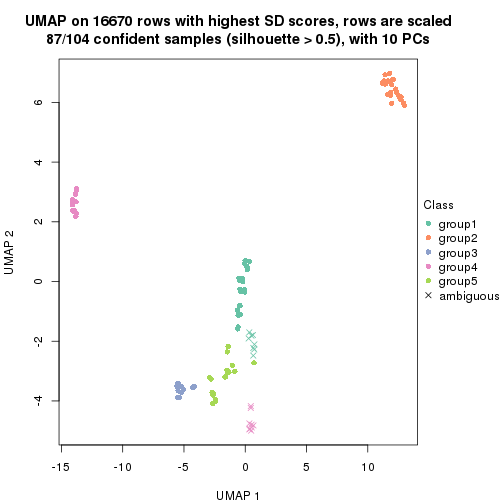 UMAP on 16670 rows with highest SD scores, rows are scaled
87/104 confident samples (silhouette > 0.5), with 10 PCs
6
4
2
0
-2
-4
UMAP 2
-15
-10
-5
0
5
10
UMAP 1
Class
group1
group2
group3
group4
group5
ambiguous